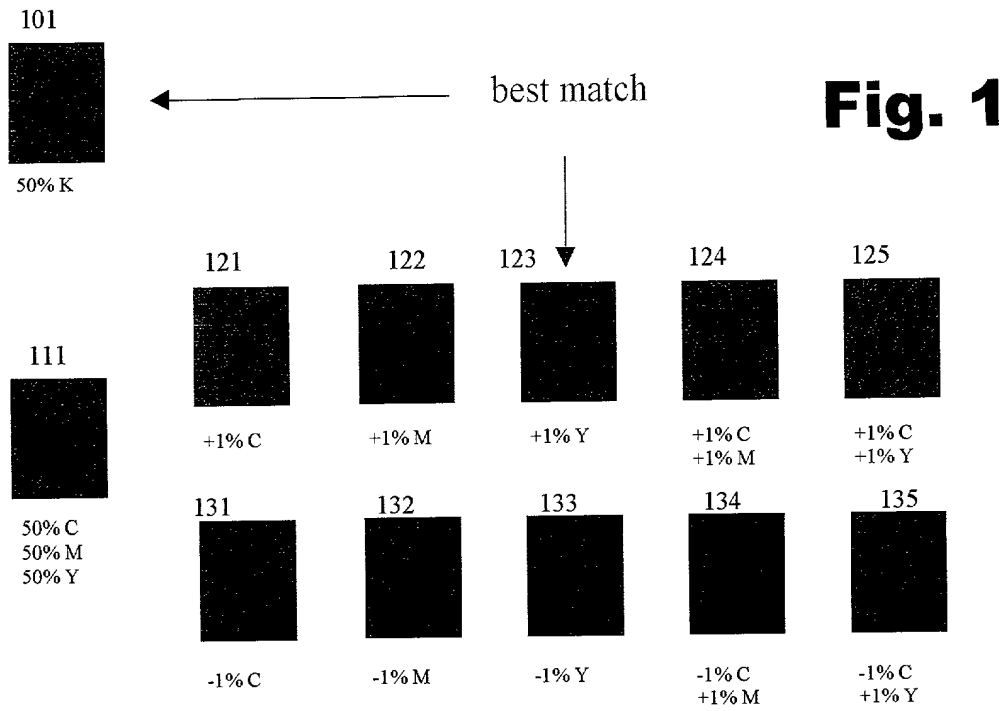 101
best match
Fig. 1
50% K
121 122 123 124 125
111
+1% C +1% M +1% Y +1% C +1% C
+1% M +1% Y
50% C
50% M
50% Y
131 132 133 134 135
-1% C -1% M -1% Y -1% C -1% C
+1% M +1% Y